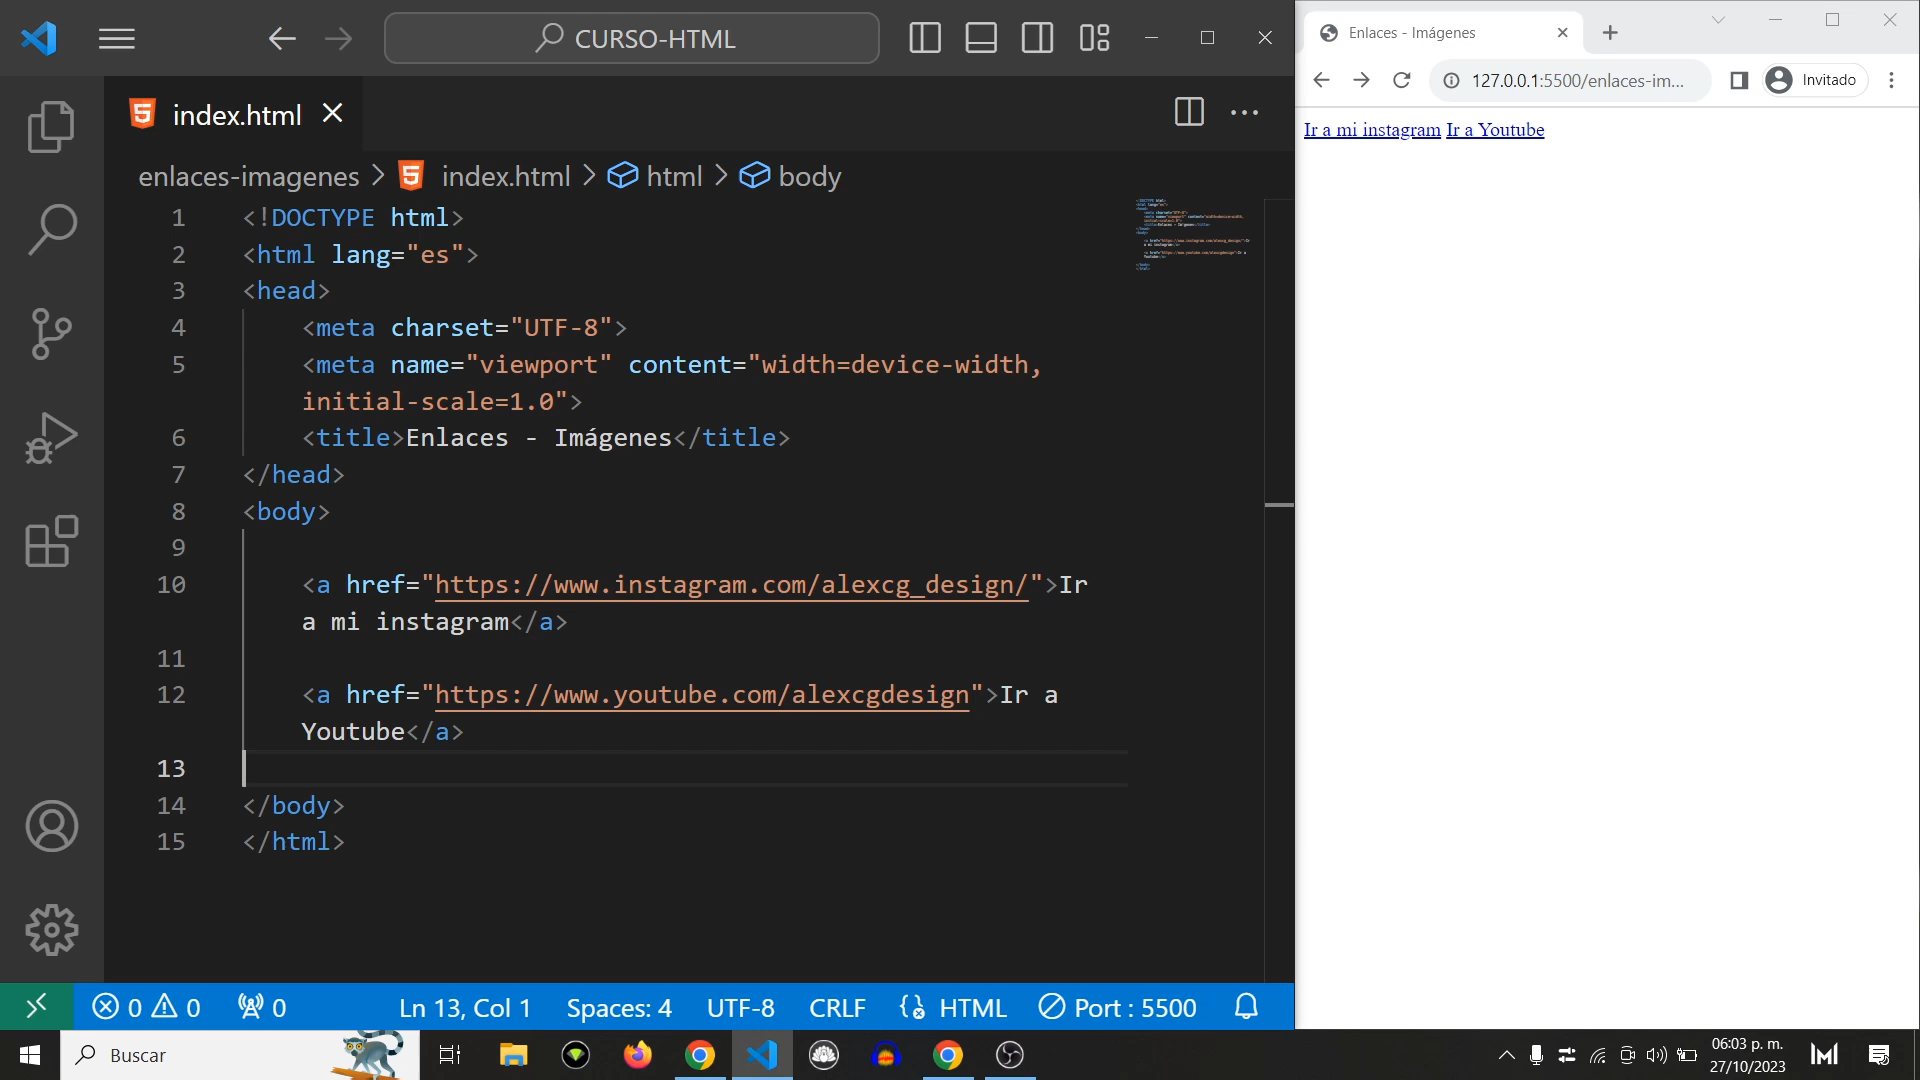 CURSO-HTML
index.html
enlaces-imagenes > index.html > html > body
1 <!DOCTYPE html>
2 <html lang="es">
3 <head>
4 <meta charset="UTF-8">
5 <meta name="viewport" content="width=device-width,
initial-scale=1.0">
6 <title>Enlaces - Imágenes</title>
7 </head>
8 <body>
9
10 <a href="https://www.instagram.com/alexcg_design/">Ir
a mi instagram</a>
11
12 <a href="https://www.youtube.com/alexcgdesign">Ir a
Youtube</a>
13
14 </body>
15 </html>
0 0 0 Ln 13, Col 1 Spaces: 4 UTF-8 CRLF HTML Port : 5500
Enlaces - Imágenes
127.0.0.1:5500/enlaces-im... Invitado
Ir a mi instagram Ir a Youtube
Buscar
06:03 p. m.
27/10/2023